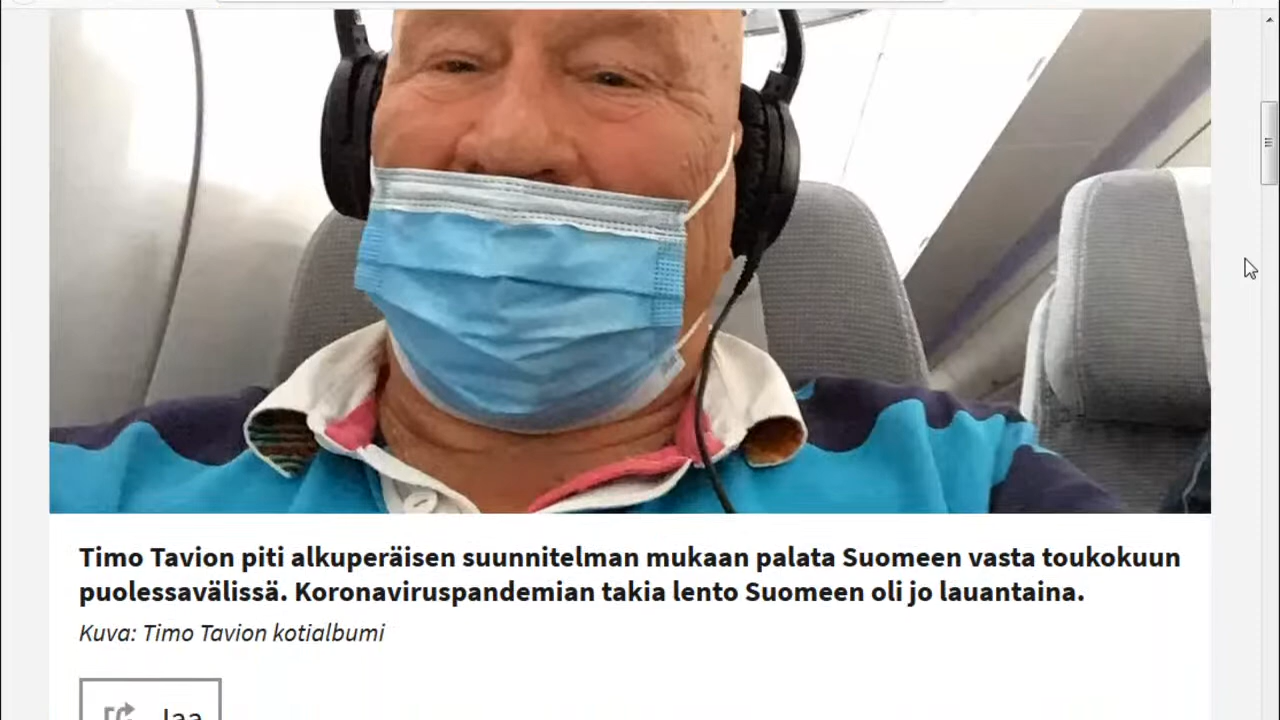 Timo Tavion piti alkuperäisen suunnitelman mukaan palata Suomeen vasta toukokuun
puolessavälissä. Koronaviruspandemian takia lento Suomeen oli jo lauantaina.
Kuva: Timo Tavion kotialbumi
Jaa